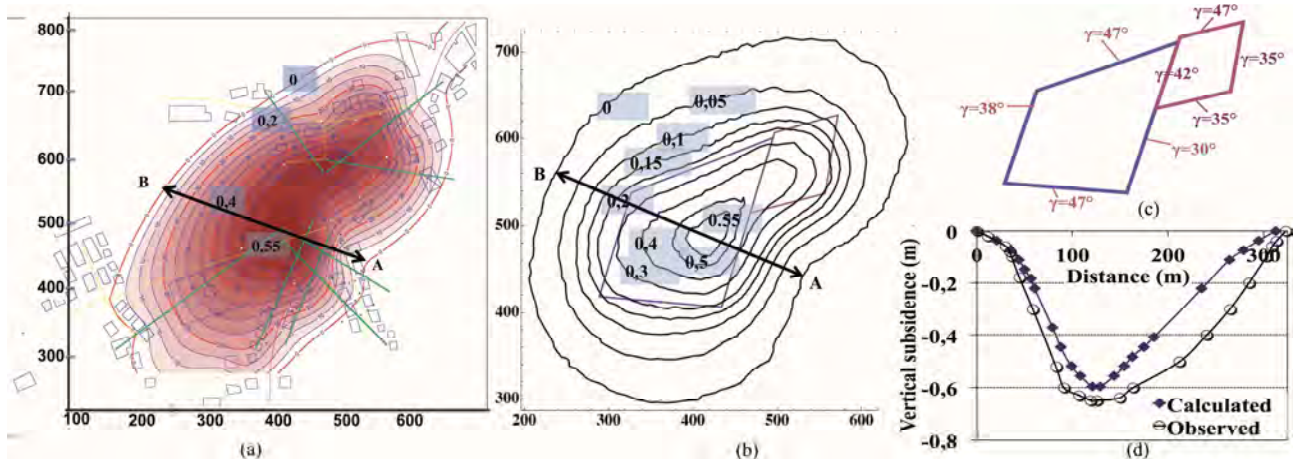 800
700
600
500
400
300
100 200 300 400 500 600
0
0,2
0,4
0,55
B
A
(a)
700
600
500
400
300
200 300 400 500 600
0
0,05
0,1
0,15
0,2
0,4
0,3
0,5
0.55
B
A
(b)
γ=47°
γ=47°
γ=42°
γ=35°
γ=38°
γ=35°
γ=30°
γ=47°
(c)
0 100 200 300
Distance (m)
0
-0,2
-0,4
-0,6
-0,8
Vertical subsidence (m)
Calculated
Observed
(d)